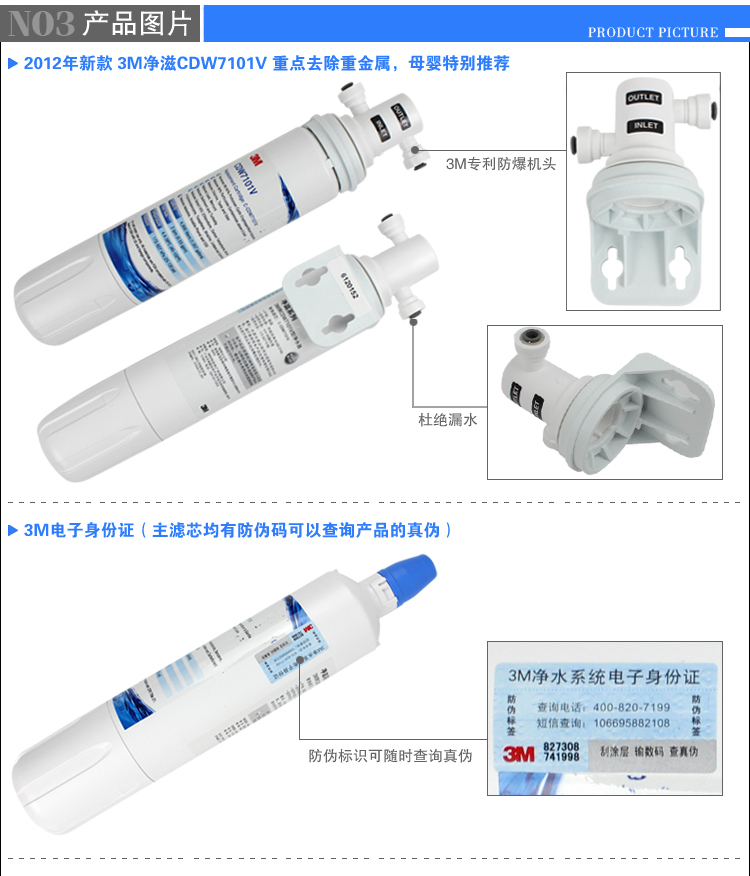 NO3 产品图片
PRODUCT PICTURE
2012年新款 3M净滋CDW7101V 重点去除重金属，母婴特别推荐
OUTLET
INLET
OUTLET
INLET
3M
CDW7101V
3M专利防爆机头
6120152
3M
INLET
杜绝漏水
3M电子身份证（主滤芯均有防伪码可以查询产品的真伪）
3M
3M净水系统电子身份证
防伪标签
查询电话：400-820-7199
短信查询：106695882108
防伪标签
3M
827308
741998
刮涂层 输数码 查真伪
防伪标识可随时查询真伪